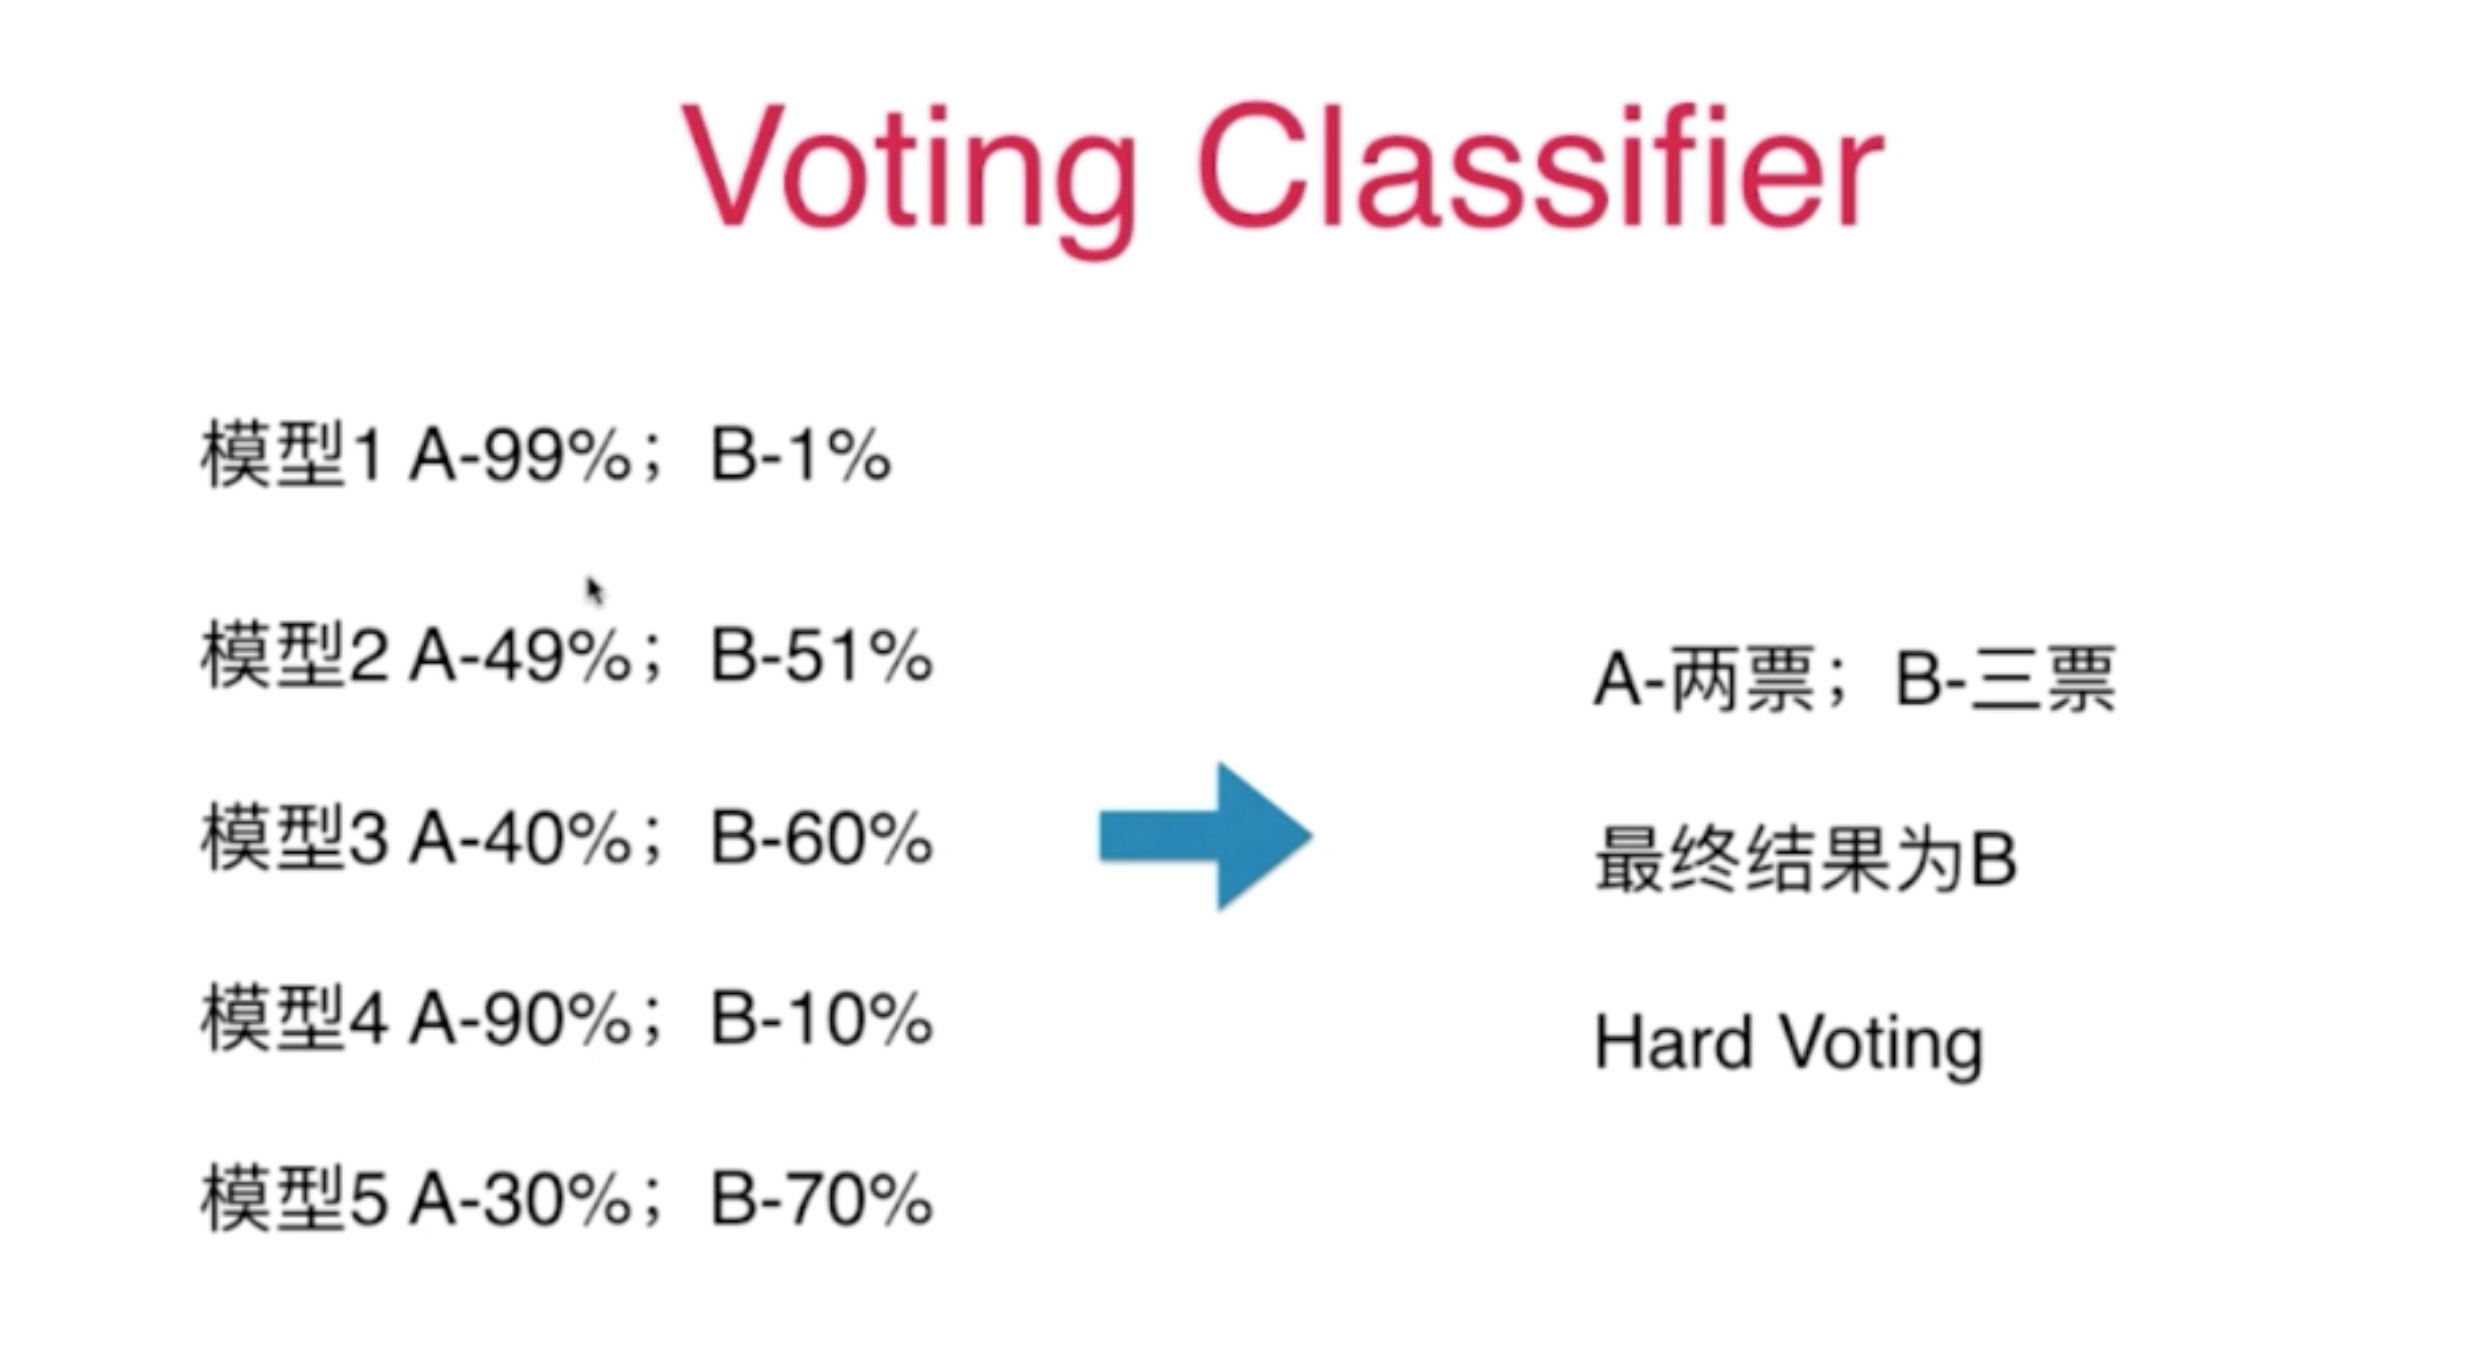 Voting Classifier
模型1 A-99%；B-1%
模型2 A-49%；B-51%
模型3 A-40%；B-60%
模型4 A-90%；B-10%
模型5 A-30%；B-70%
A-两票；B-三票
最终结果为B
Hard Voting